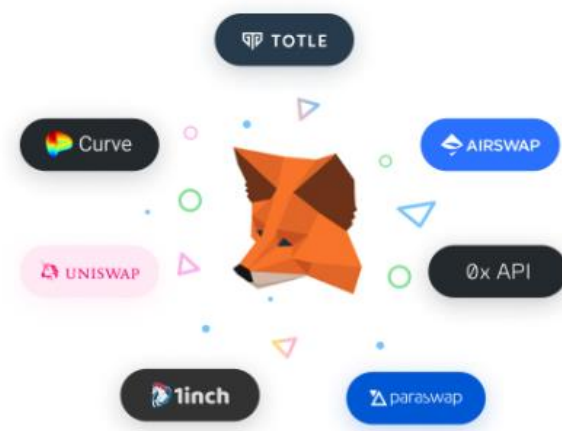 TOTLE
Curve
AIRSWAP
UNISWAP
0x API
1inch
paraswap